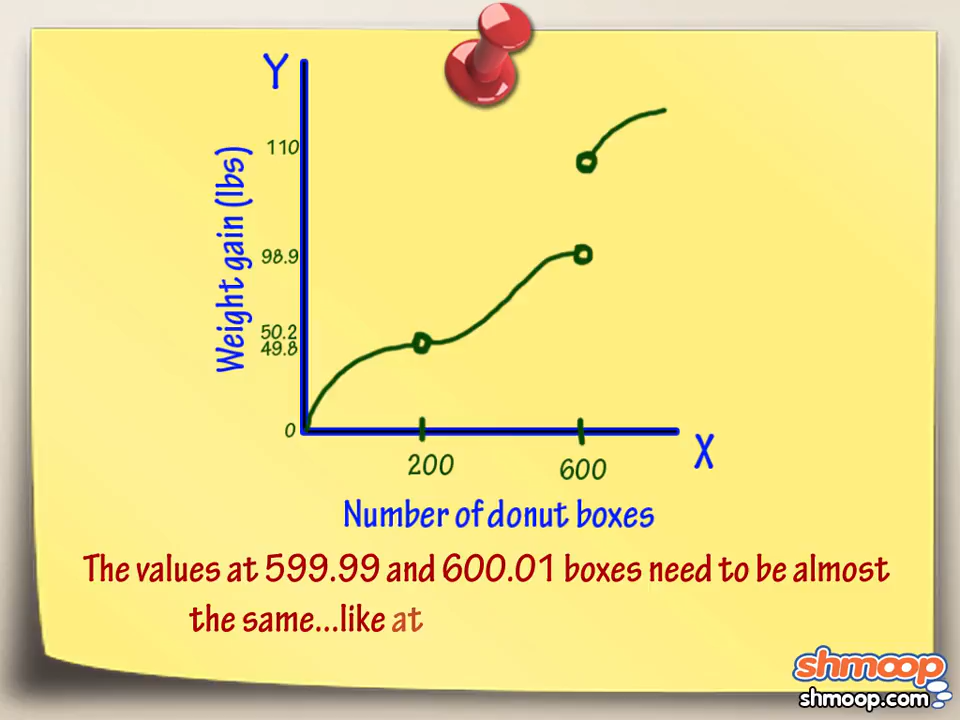 Y
110
Weight gain (lbs)
98.9
50.2
49.8
0
200
600
X
Number of donut boxes
The values at 599.99 and 600.01 boxes need to be almost
the same...like at
shmoop
shmoop.com